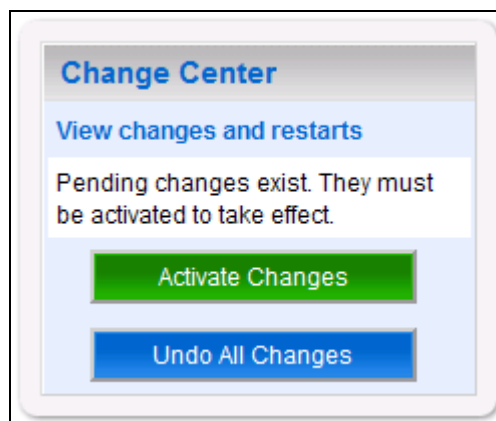 Change Center
View changes and restarts
Pending changes exist. They must
be activated to take effect.
Activate Changes
Undo All Changes